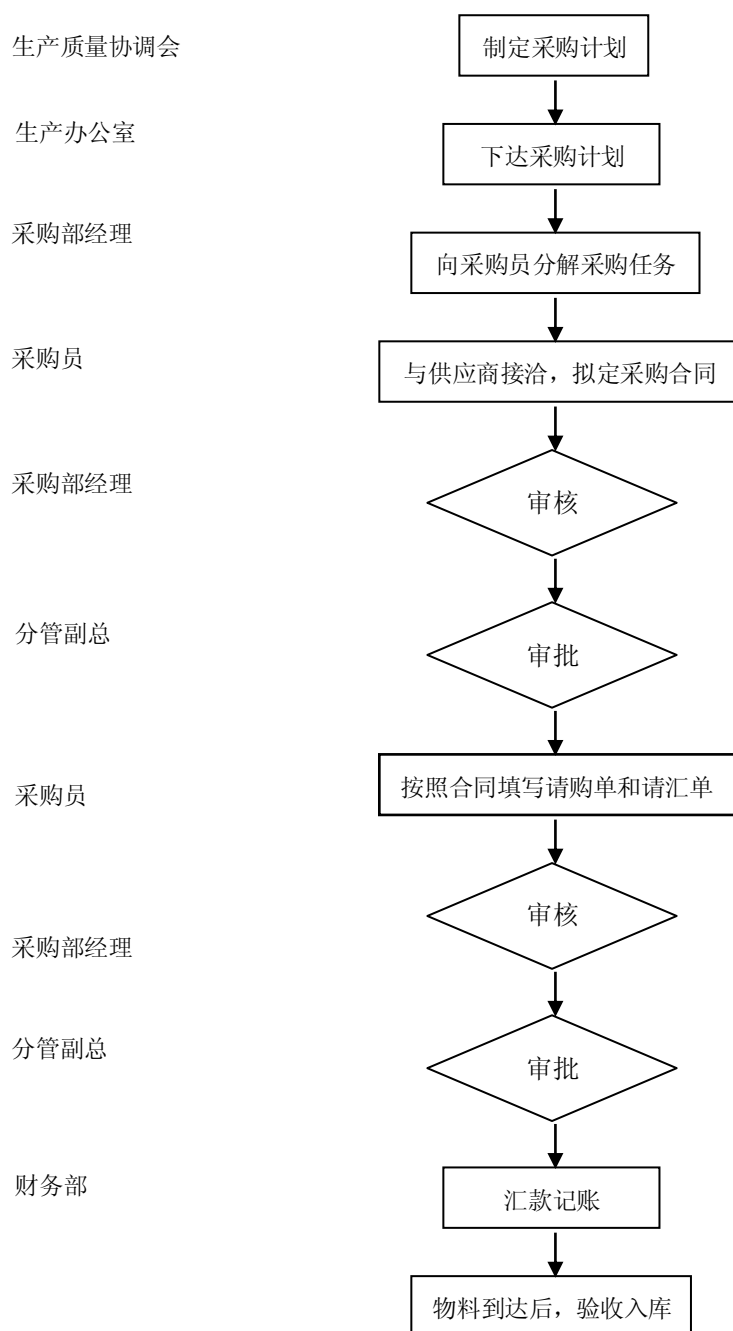 生产质量协调会
制定采购计划
生产办公室
下达采购计划
采购部经理
向采购员分解采购任务
采购员
与供应商接洽，拟定采购合同
采购部经理
审核
分管副总
审批
采购员
按照合同填写请购单和请汇单
审核
采购部经理
分管副总
审批
财务部
汇款记账
物料到达后，验收入库